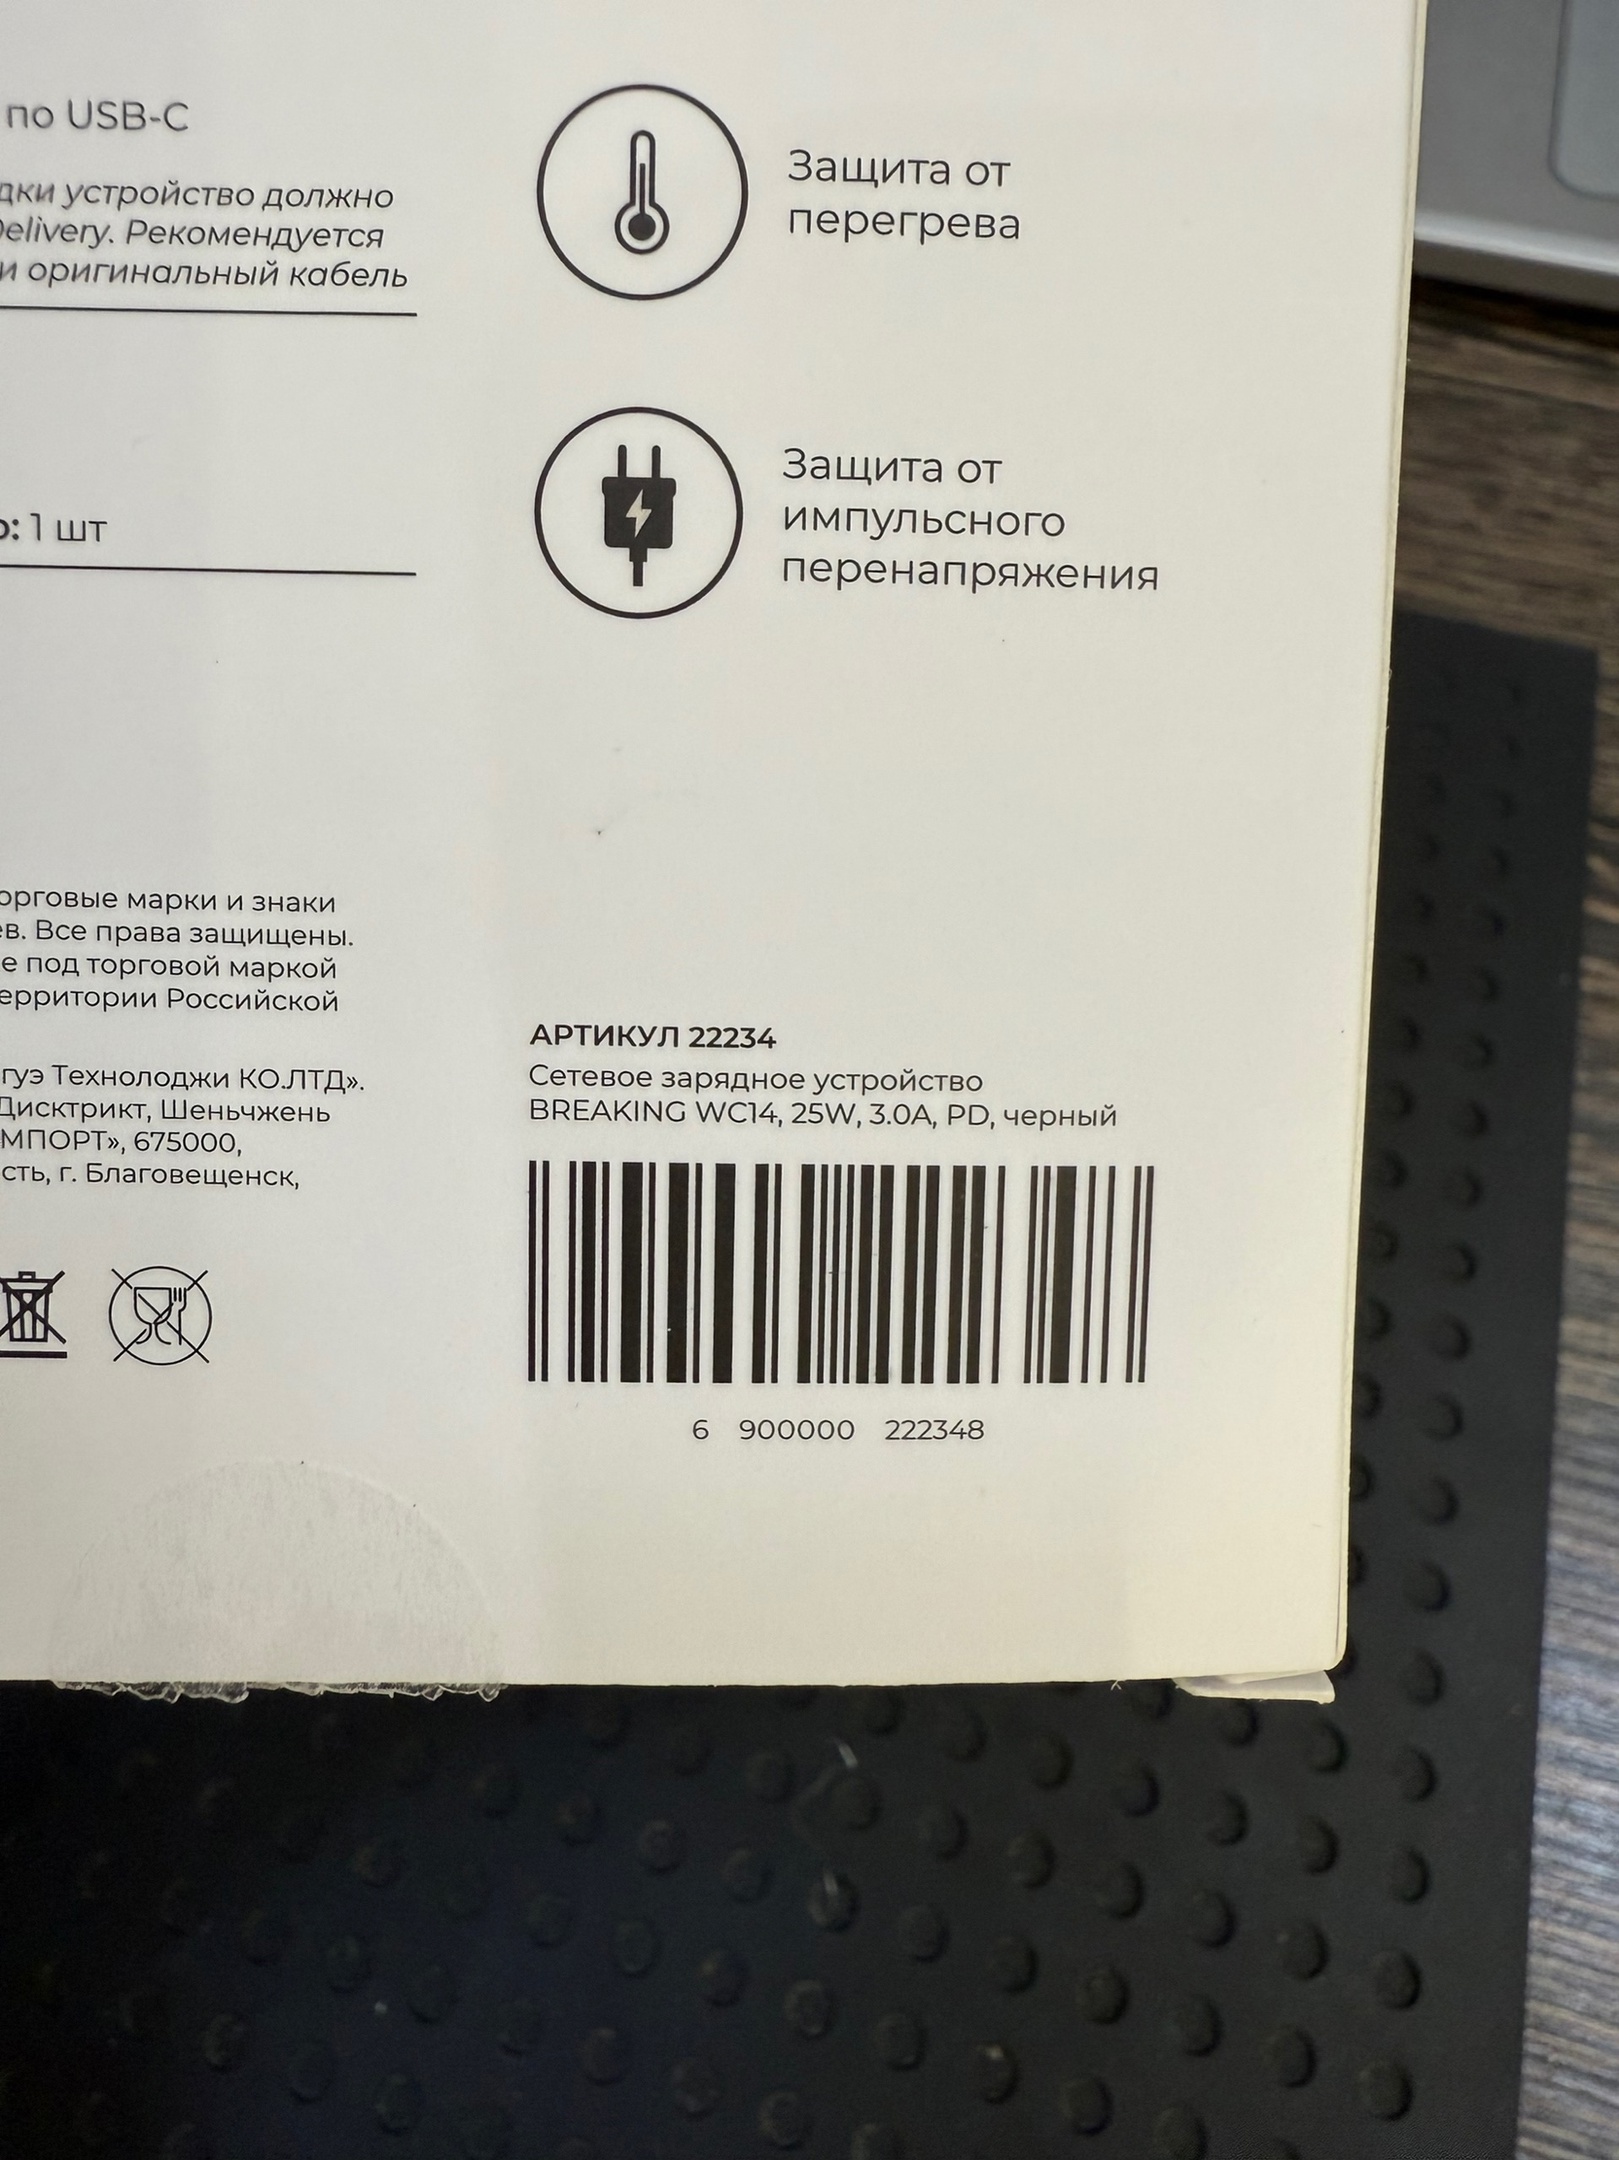 по USB-C
устройство должно
Delivery. Рекомендуется
и оригинальный кабель
1 шт
Защита от
перегрева
Защита от
импульсного
перенапряжения
орговые марки и знаки
ев. Все права защищены.
е под торговой маркой
ерритории Российской
гуэ Технолоджи КО.ЛТД».
Дисктрикт, Шеньчжень
МПОРТ», 675000,
сть, г. Благовещенск,
АРТИКУЛ 22234
Сетевое зарядное устройство
BREAKING WC14, 25W, 3.0A, PD, черный
6 900000 222348